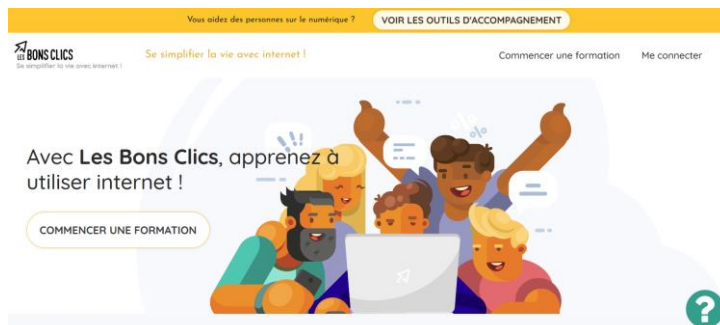 Vous aidez des personnes sur le numérique ? VOIR LES OUTILS D'ACCOMPAGNEMENT
LES BONS CLICS Se simplifier la vie avec internet ! Commencer une formation Me connecter
Se simplifier la vie avec internet !
Avec Les Bons Clics, apprenez à
utiliser internet !
COMMENCER UNE FORMATION
?